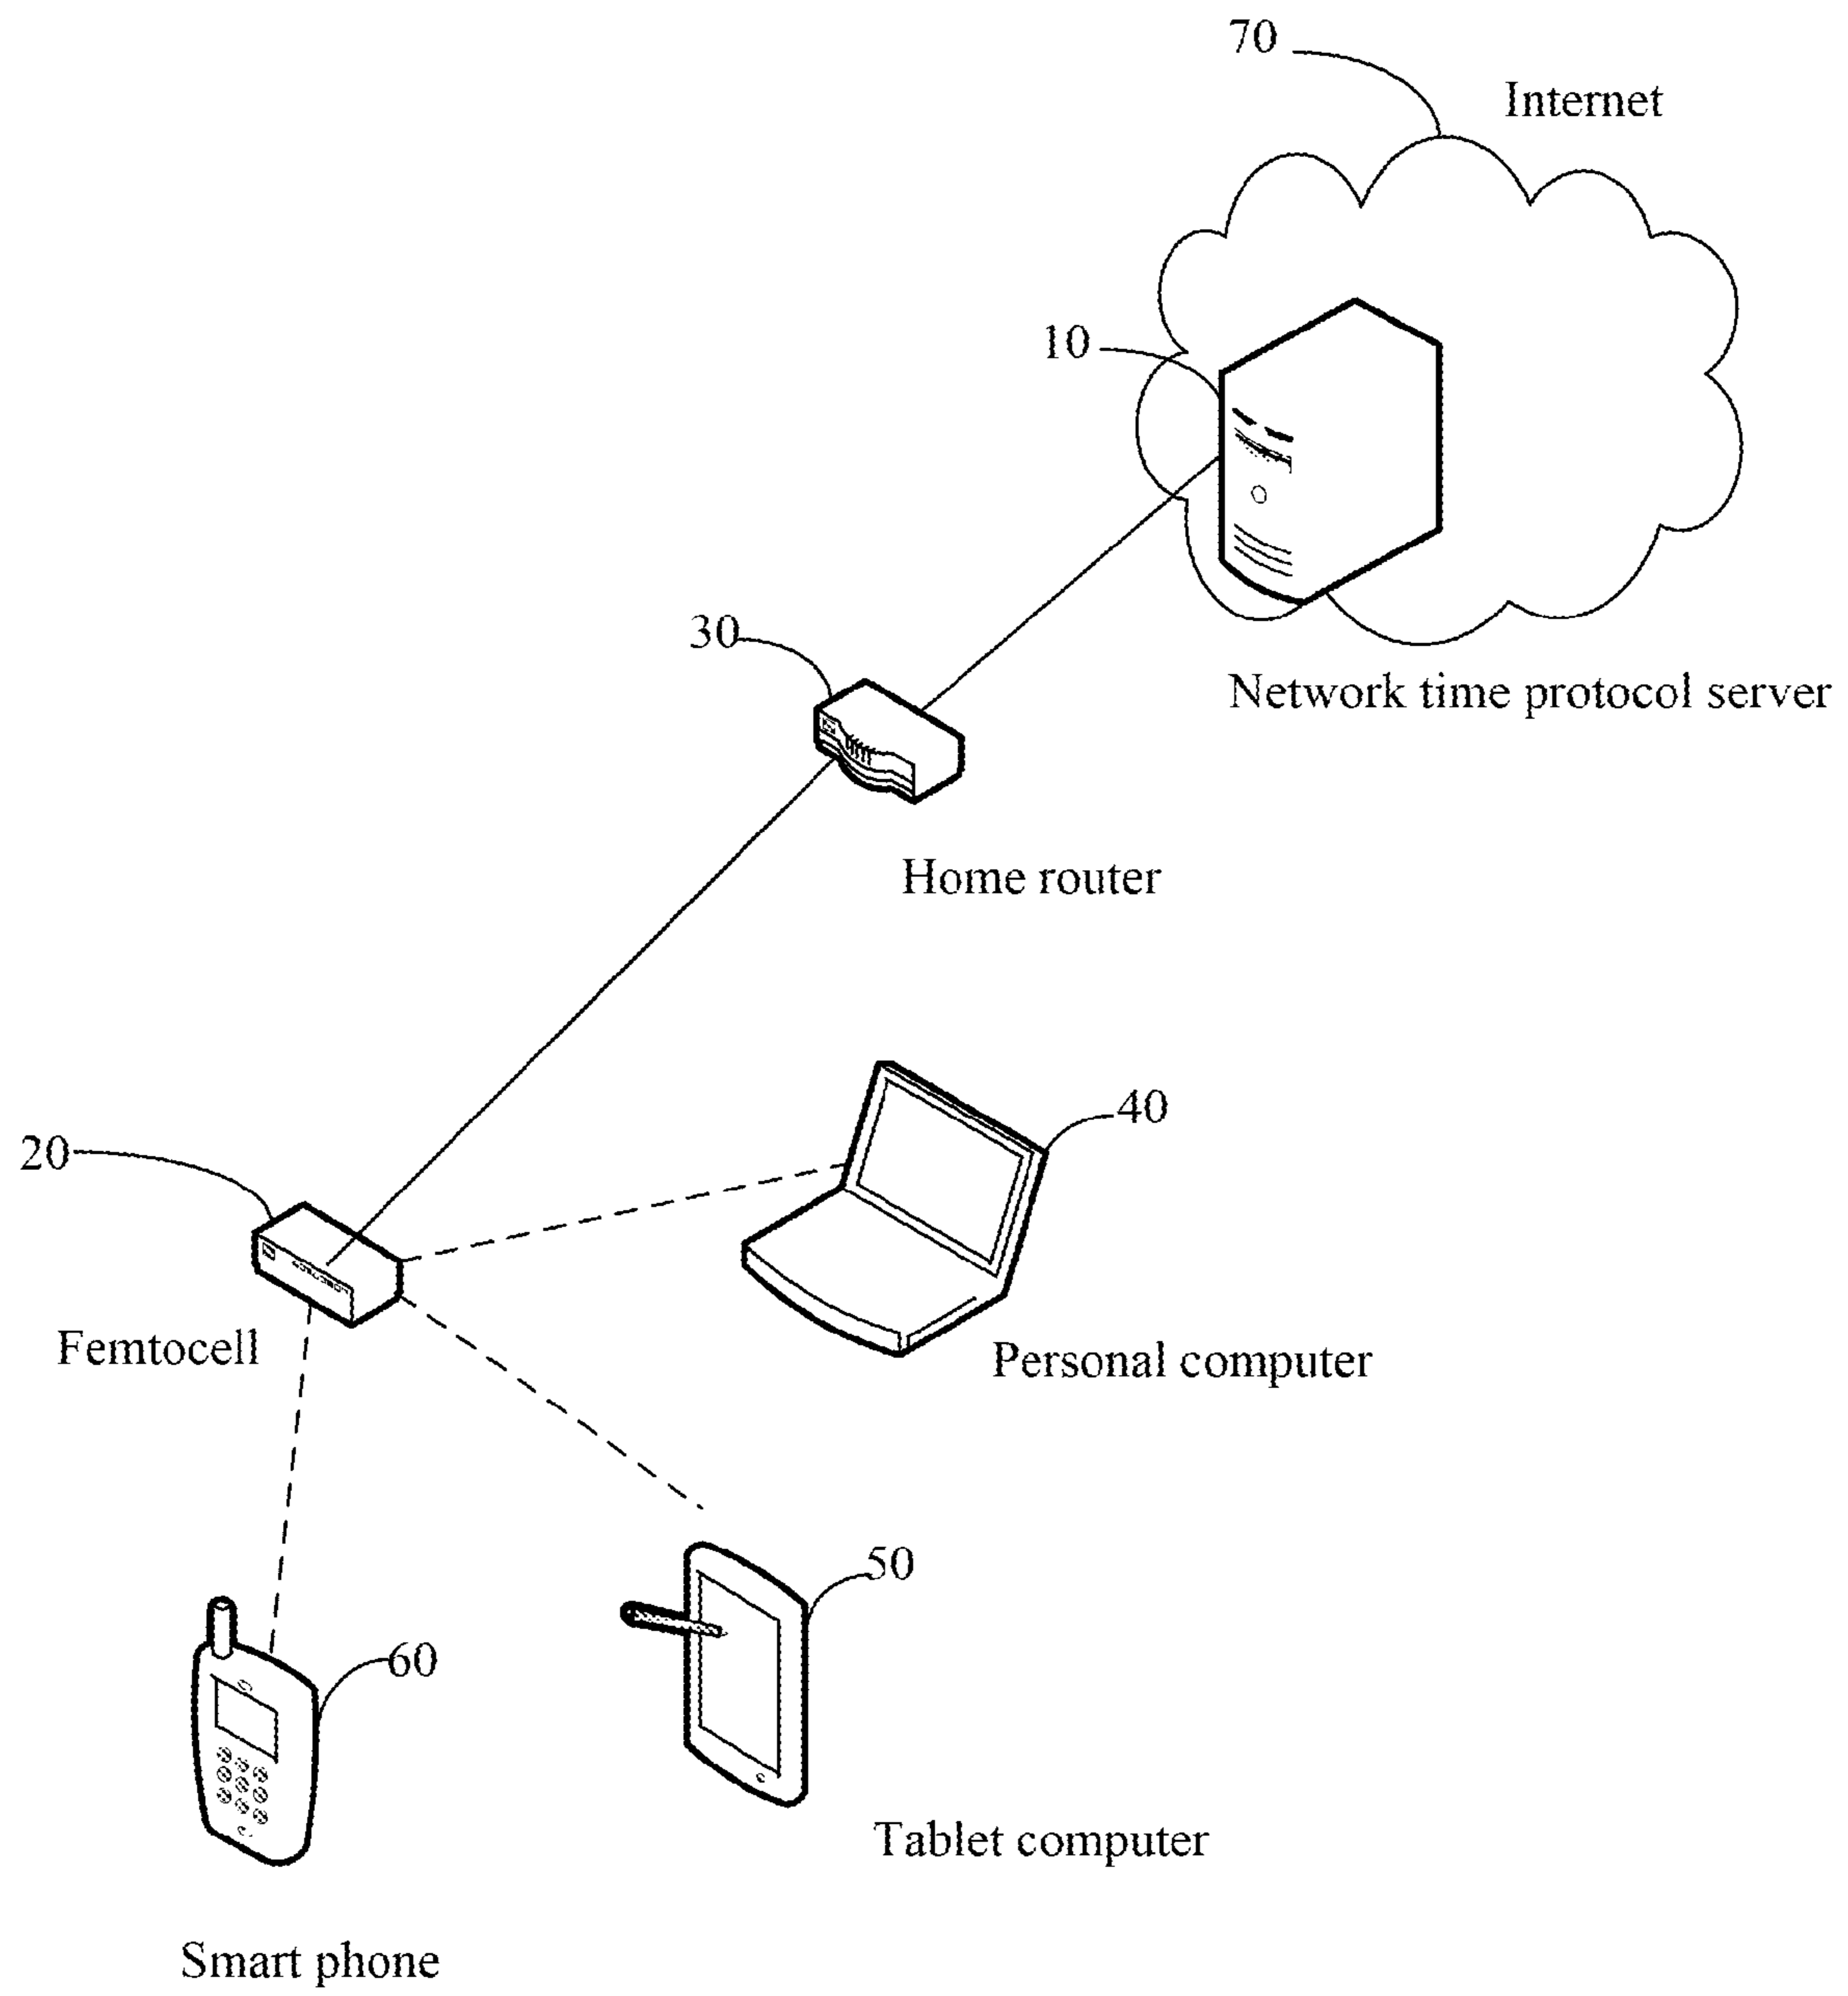 70
Internet
10
30
Network time protocol server
Home router
40
20
Femtocell
Personal computer
50
60
Tablet computer
Smart phone